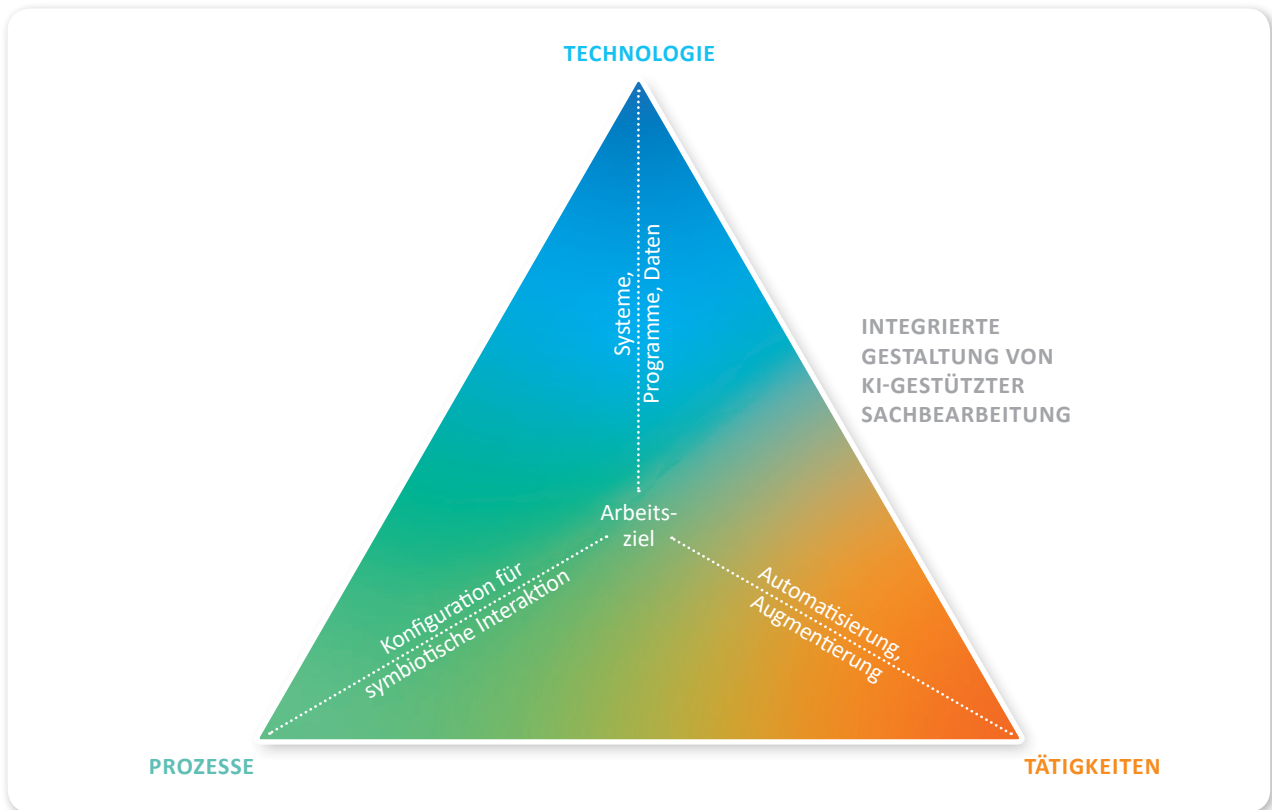 TECHNOLOGIE
Systeme,
Programme, Daten
INTEGRIERTE
GESTALTUNG VON
KI-GESTÜTZTER
SACHBEARBEITUNG
Arbeits-
ziel
Konfiguration für
symbiotische Interaktion
Automatisierung,
Augmentierung
PROZESSE
TÄTIGKEITEN